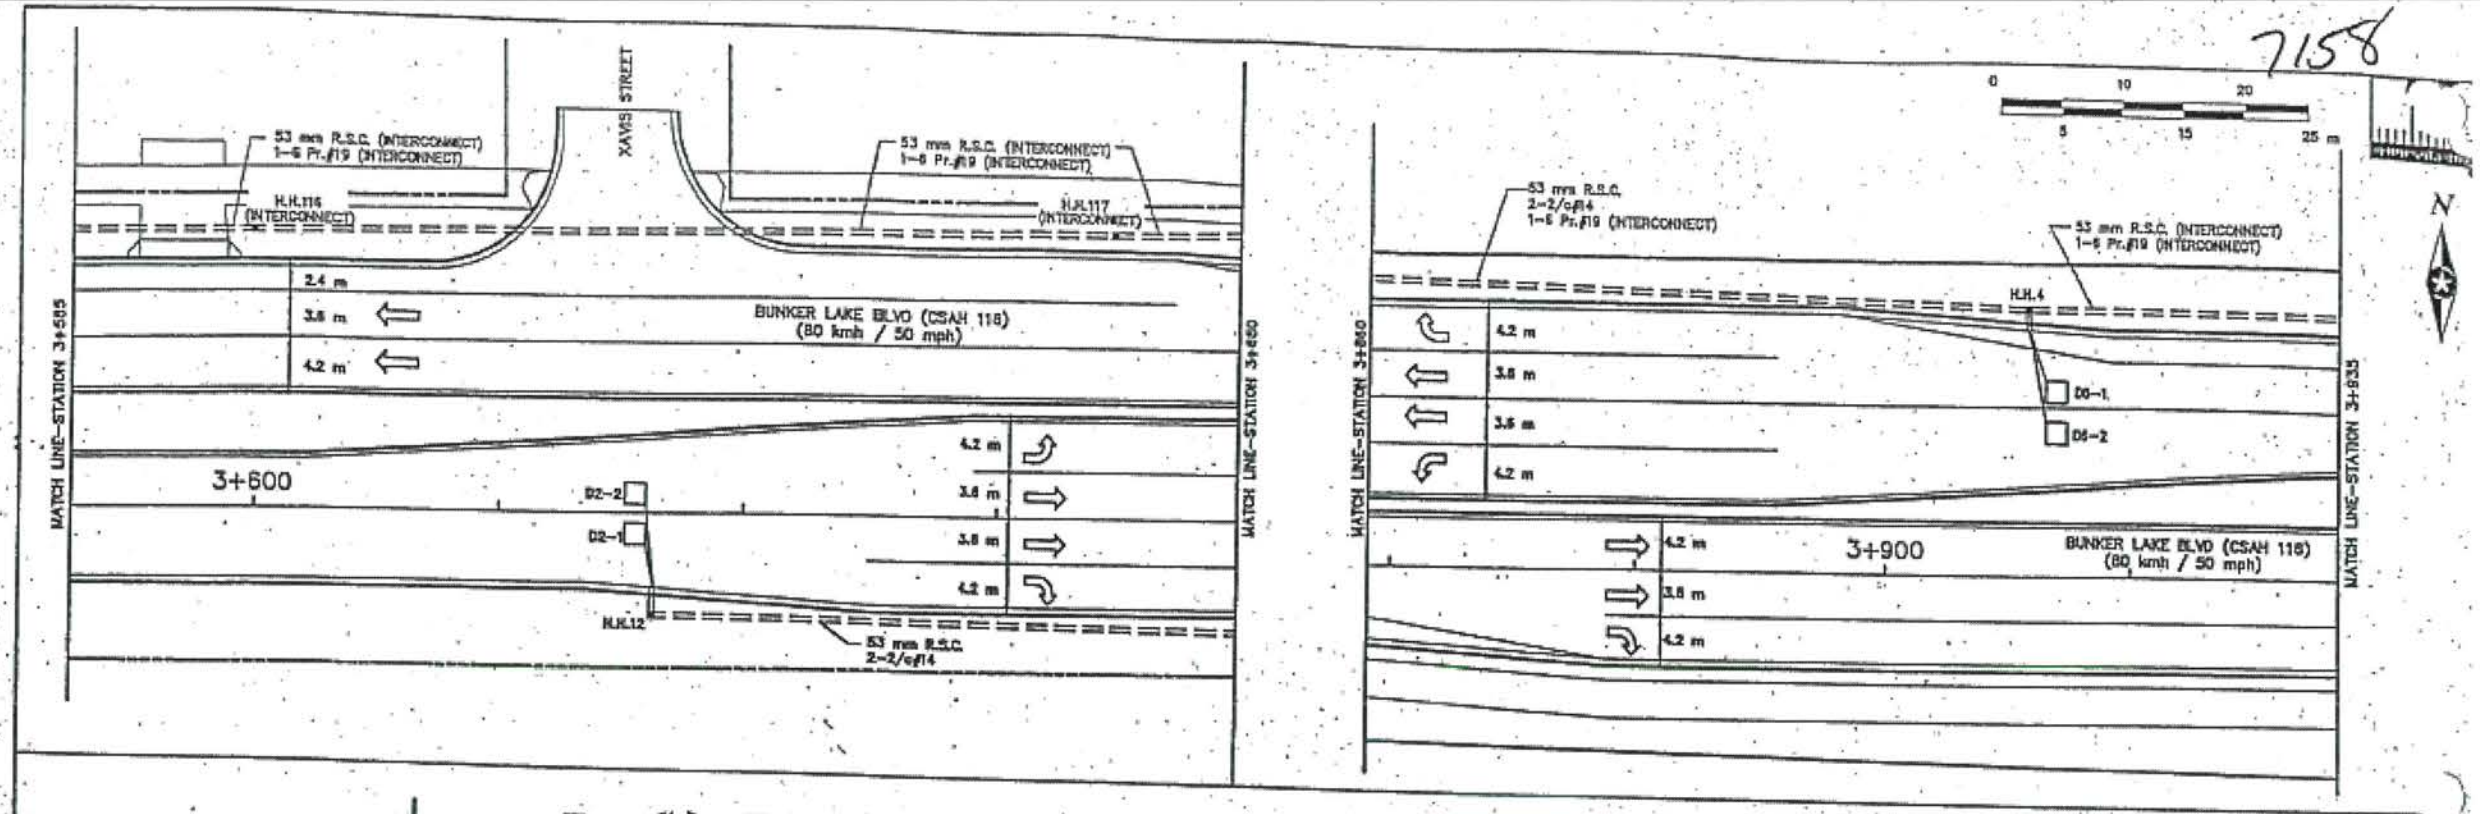 7158
0 10 20
5 15 25 m
N
XAVIS STREET
53 mm R.S.C. (INTERCONNECT)
1-6 Pr.#19 (INTERCONNECT)
H.H.116
(INTERCONNECT)
53 mm R.S.C. (INTERCONNECT)
1-6 Pr.#19 (INTERCONNECT)
H.H.117
(INTERCONNECT)
2.4 m
3.6 m
4.2 m
BUNKER LAKE BLVD (CSAH 116)
(80 kmh / 50 mph)
MATCH LINE-STATION 3+585
3+600
D2-2
D2-1
H.H.12
4.2 m
3.6 m
3.6 m
4.2 m
53 mm R.S.C.
2-2/c#14
MATCH LINE-STATION 3+680
MATCH LINE-STATION 3+860
53 mm R.S.C.
2-2/c#14
1-6 Pr.#19 (INTERCONNECT)
53 mm R.S.C. (INTERCONNECT)
1-6 Pr.#19 (INTERCONNECT)
H.H.4
4.2 m
3.6 m
3.6 m
4.2 m
D6-1
D6-2
4.2 m
3.6 m
4.2 m
3+900
BUNKER LAKE BLVD (CSAH 116)
(80 kmh / 50 mph)
MATCH LINE-STATION 3+935